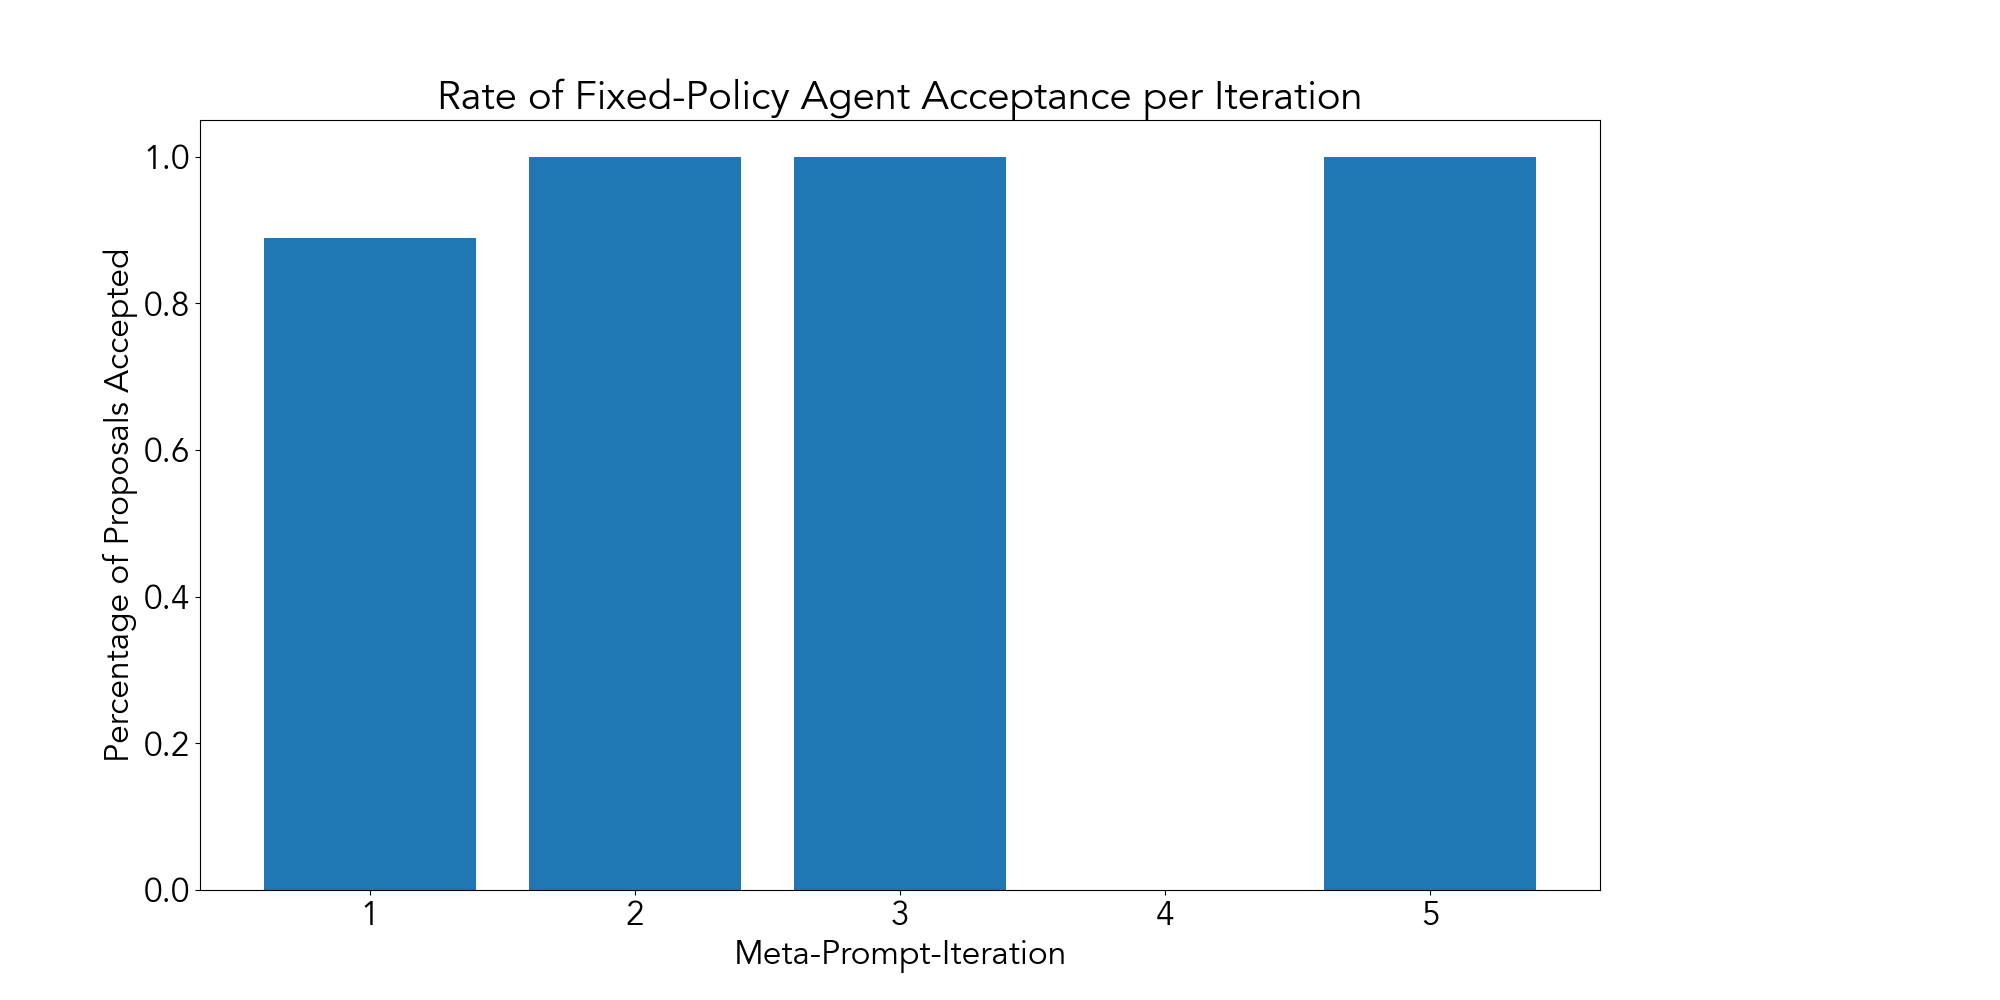 Rate of Fixed-Policy Agent Acceptance per Iteration
Percentage of Proposals Accepted
1.0
0.8
0.6
0.4
0.2
0.0
1 2 3 4 5
Meta-Prompt-Iteration